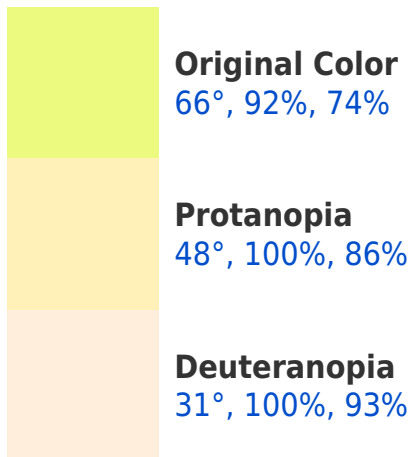 Original Color
66°, 92%, 74%
Protanopia
48°, 100%, 86%
Deuteranopia
31°, 100%, 93%